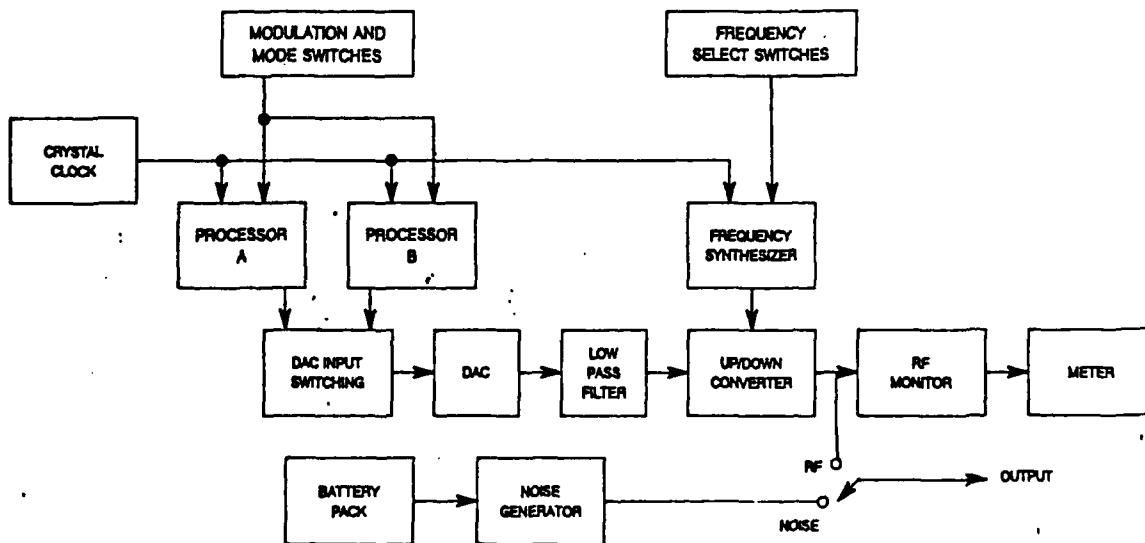 MODULATION AND
MODE SWITCHES
FREQUENCY
SELECT SWITCHES
CRYSTAL
CLOCK
PROCESSOR
A
PROCESSOR
B
FREQUENCY
SYNTHESIZER
DAC INPUT
SWITCHING
DAC
LOW
PASS
FILTER
UP/DOWN
CONVERTER
RF
MONITOR
METER
RF
OUTPUT
BATTERY
PACK
NOISE
GENERATOR
NOISE